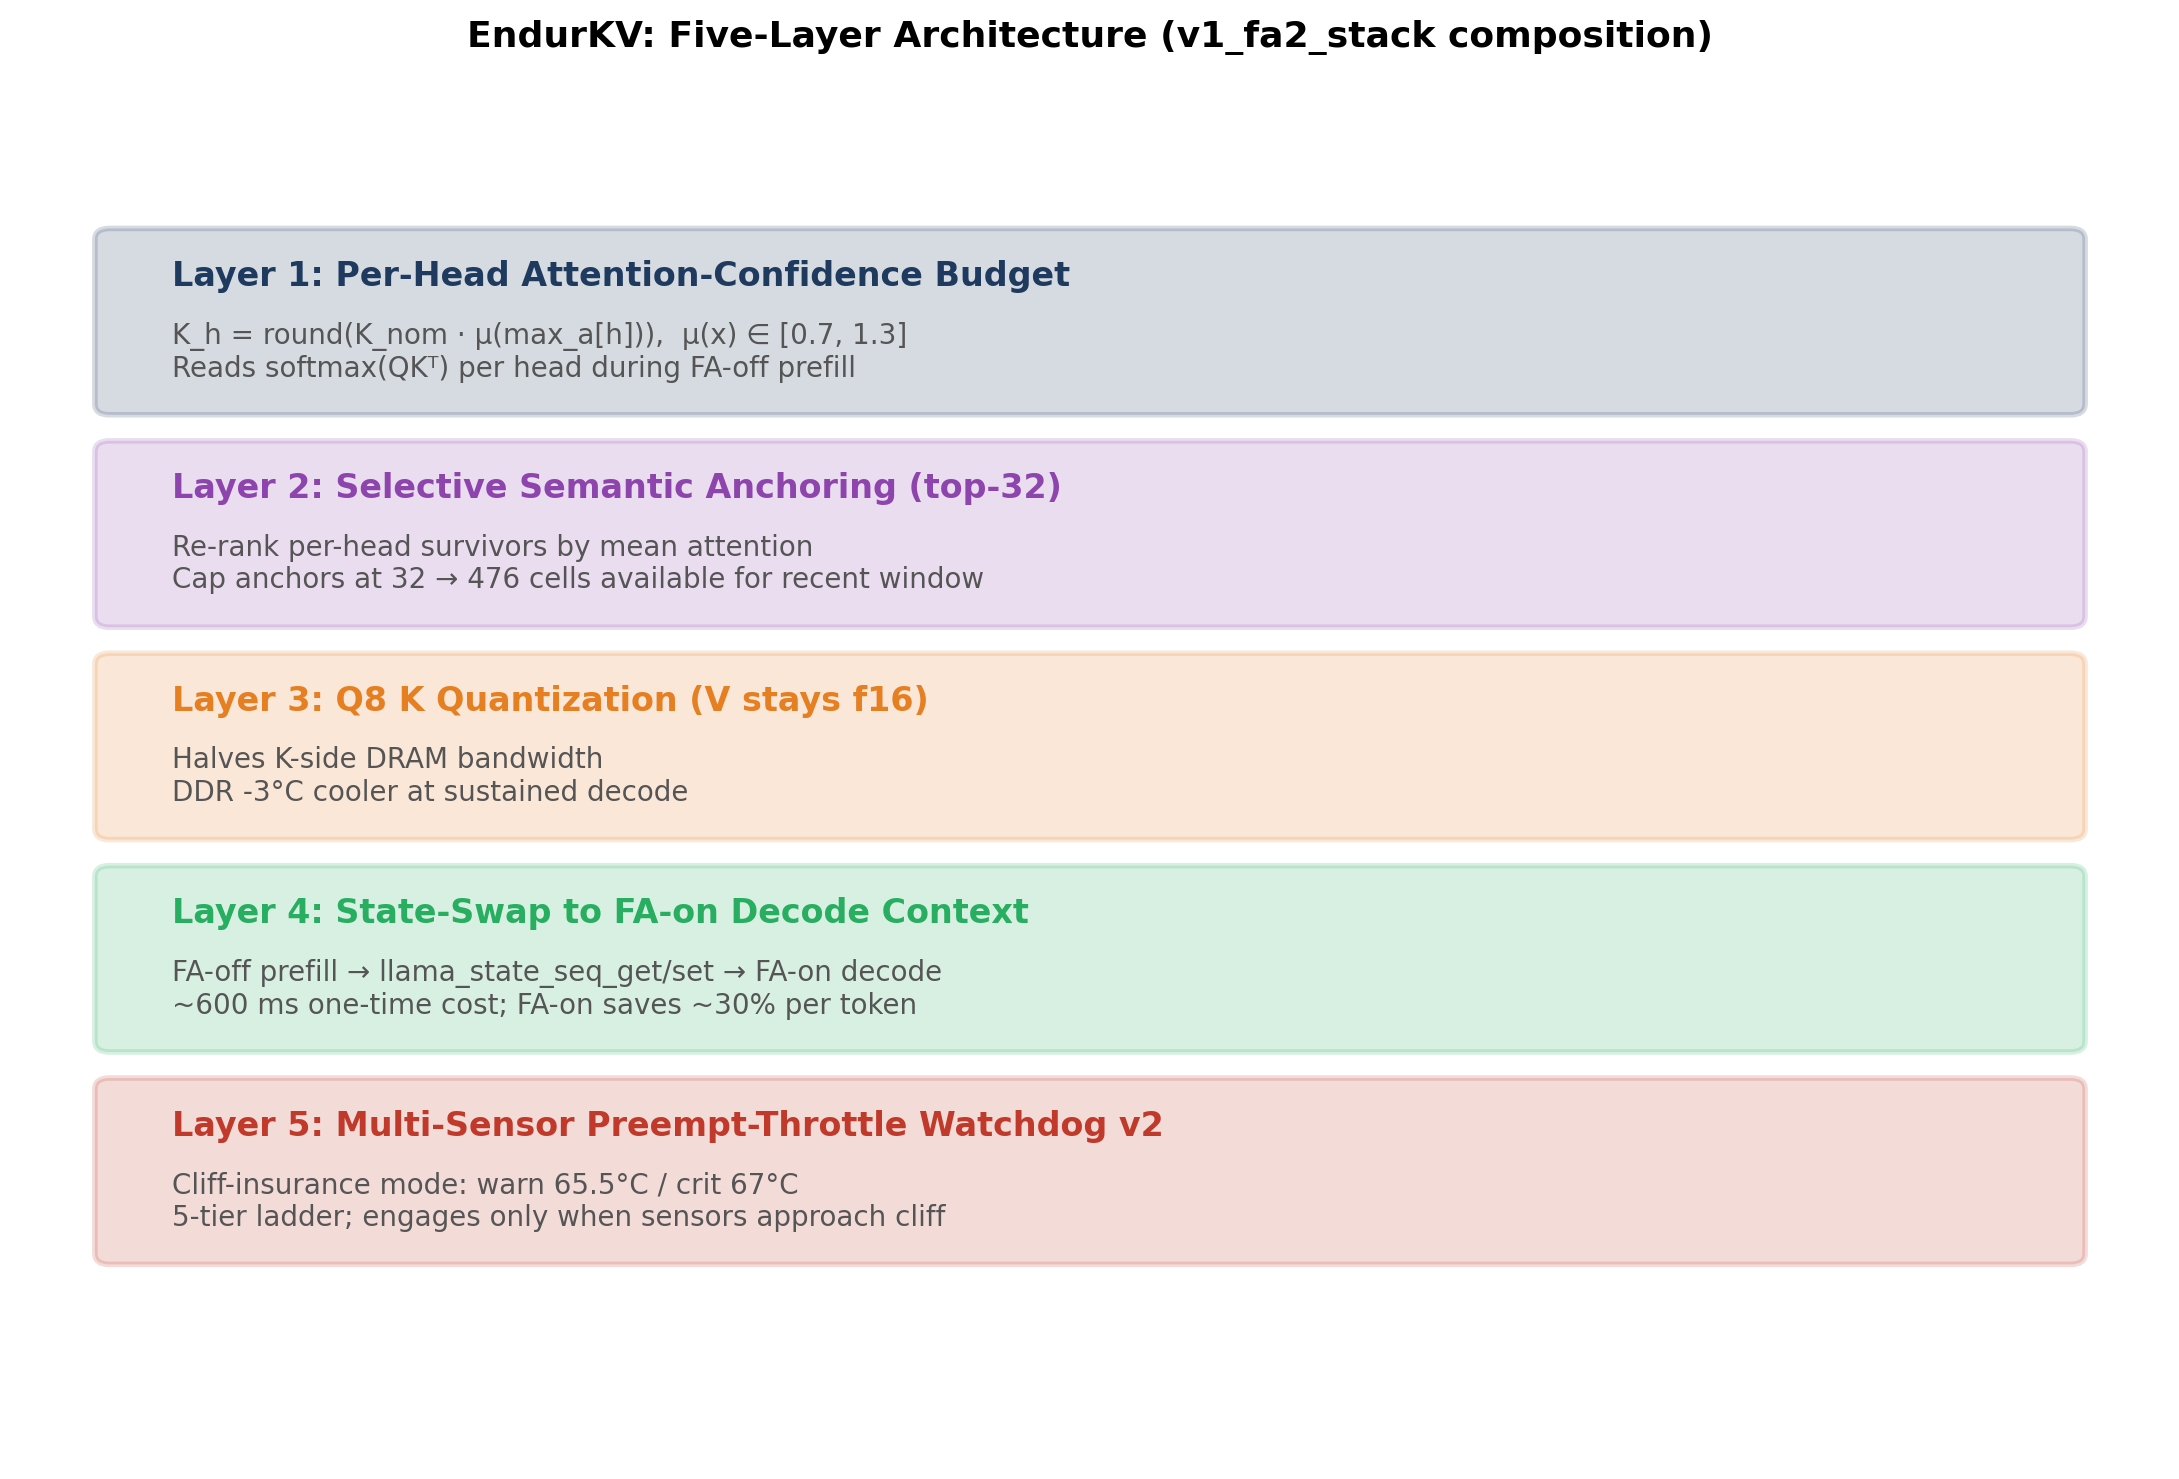 EndurKV: Five-Layer Architecture (v1_fa2_stack composition)
Layer 1: Per-Head Attention-Confidence Budget
K_h = round(K_nom · μ(max_a[h])),  μ(x) ∈ [0.7, 1.3]
Reads softmax(QKᵀ) per head during FA-off prefill
Layer 2: Selective Semantic Anchoring (top-32)
Re-rank per-head survivors by mean attention
Cap anchors at 32 → 476 cells available for recent window
Layer 3: Q8 K Quantization (V stays f16)
Halves K-side DRAM bandwidth
DDR -3°C cooler at sustained decode
Layer 4: State-Swap to FA-on Decode Context
FA-off prefill → llama_state_seq_get/set → FA-on decode
~600 ms one-time cost; FA-on saves ~30% per token
Layer 5: Multi-Sensor Preempt-Throttle Watchdog v2
Cliff-insurance mode: warn 65.5°C / crit 67°C
5-tier ladder; engages only when sensors approach cliff